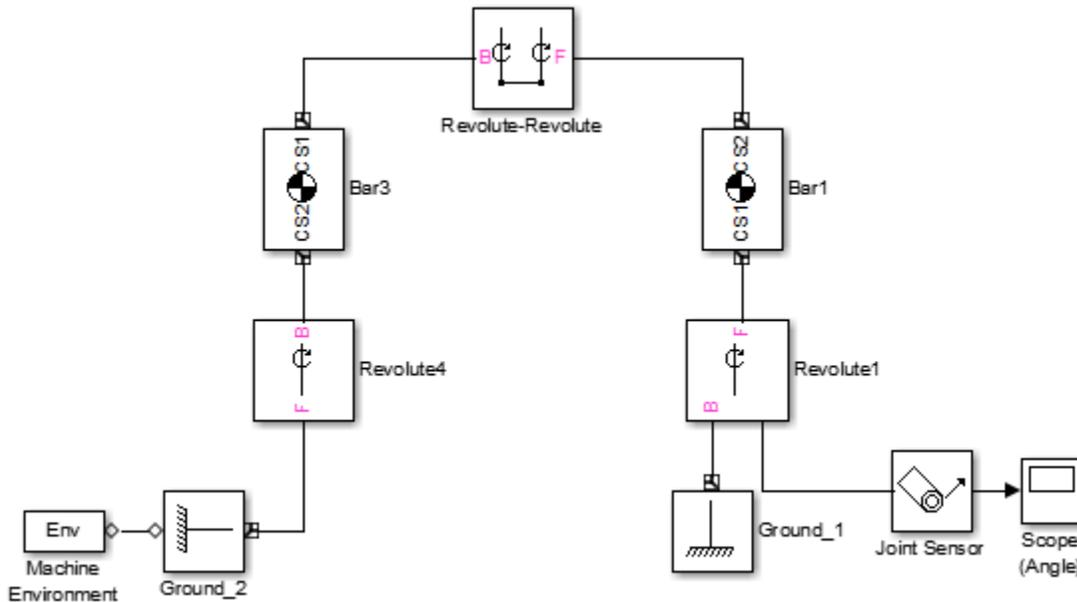 B
F
Revolute-Revolute
CS1
CS2
Bar3
CS2
CS1
Bar1
B
F
Revolute4
F
B
Revolute1
Env
Machine
Environment
Ground_2
Ground_1
Joint Sensor
Scope
(Angle)